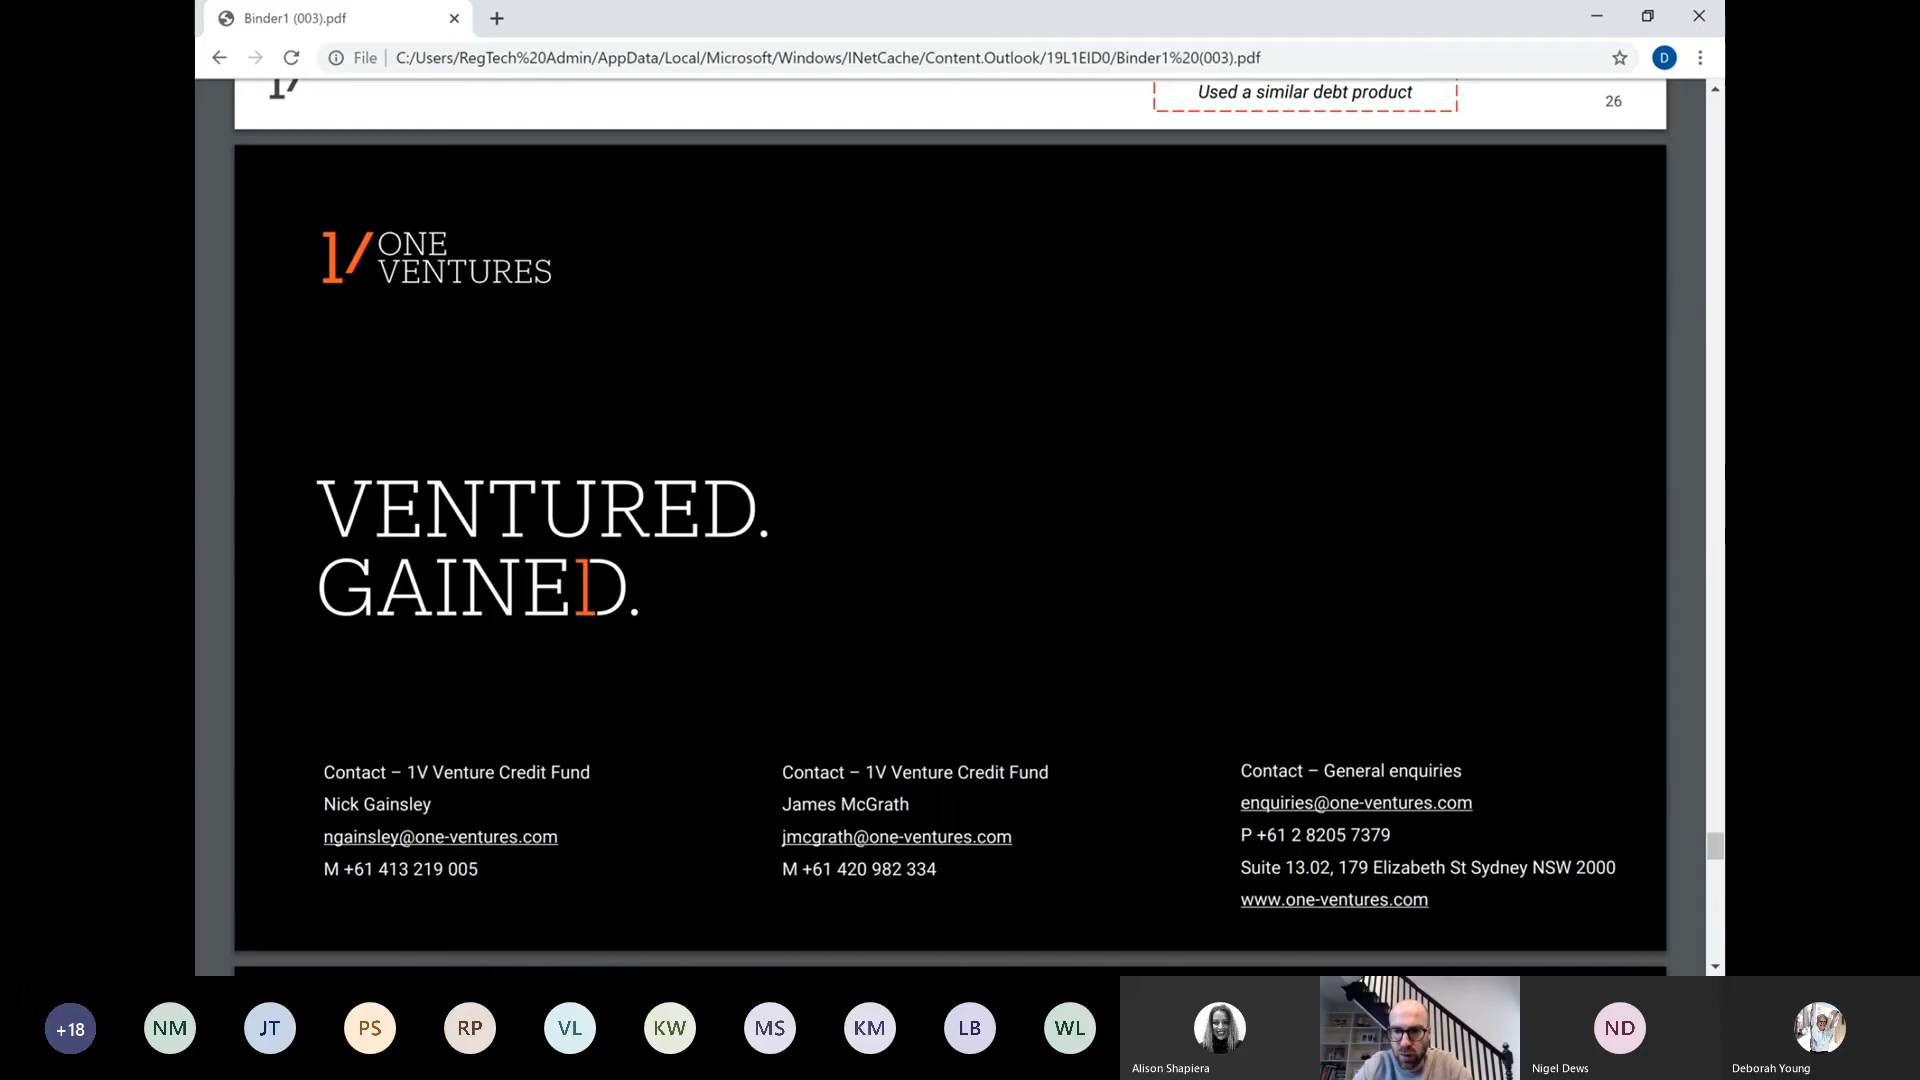 Binder1 (003).pdf
File
C:/Users/RegTech%20Admin/AppData/Local/Microsoft/Windows/INetCache/Content.Outlook/19L1EID0/Binder1%20(003).pdf
D
Used a similar debt product
26
1/ ONE
VENTURES
VENTURED.
GAINE1D.
Contact – 1V Venture Credit Fund
Nick Gainsley
ngainsley@one-ventures.com
M +61 413 219 005
Contact – 1V Venture Credit Fund
James McGrath
jmcgrath@one-ventures.com
M +61 420 982 334
Contact – General enquiries
enquiries@one-ventures.com
P +61 2 8205 7379
Suite 13.02, 179 Elizabeth St Sydney NSW 2000
www.one-ventures.com
+18
NM
JT
PS
RP
VL
KW
MS
KM
LB
WL
Alison Shapiera
ND
Nigel Dews
Deborah Young